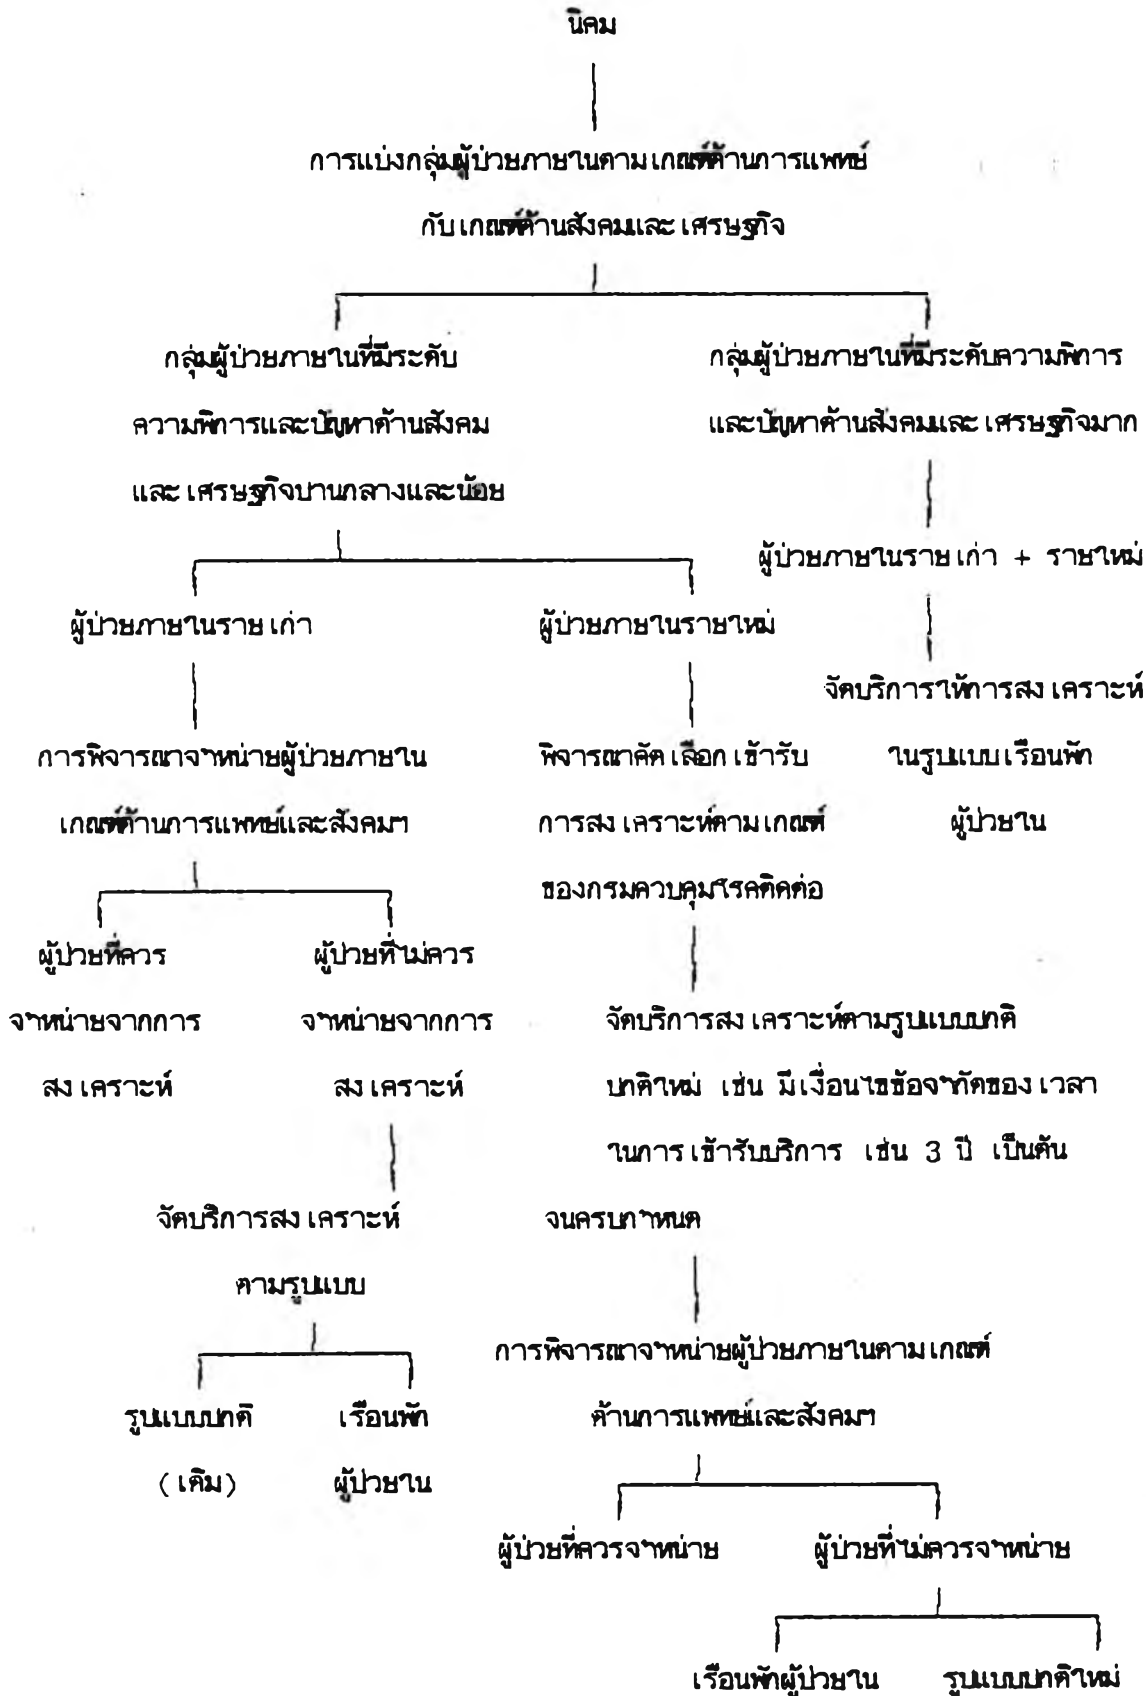 นิคม
การแบ่งกลุ่มผู้ป่วยภายในตามเกณฑ์ด้านการแพทย์
กับเกณฑ์ด้านสังคมและเศรษฐกิจ
กลุ่มผู้ป่วยภายในที่มีระดับ
ความพิการและปัญหาด้านสังคม
และเศรษฐกิจปานกลางและน้อย
กลุ่มผู้ป่วยภายในที่มีระดับความพิการ
และปัญหาด้านสังคมและเศรษฐกิจมาก
ผู้ป่วยภายในรายเก่า + รายใหม่
จัดบริการให้การสงเคราะห์
ในรูปแบบเรือนพัก
ผู้ป่วยใน
ผู้ป่วยภายในรายเก่า
ผู้ป่วยภายในรายใหม่
การพิจารณาจำหน่ายผู้ป่วยภายใน
เกณฑ์ด้านการแพทย์และสังคมฯ
ผู้ป่วยที่ควร
จำหน่ายจากการ
สงเคราะห์
ผู้ป่วยที่ไม่ควร
จำหน่ายจากการ
สงเคราะห์
จัดบริการสงเคราะห์
ตามรูปแบบ
รูปแบบปกติ
(เดิม)
เรือนพัก
ผู้ป่วยใน
พิจารณาคัดเลือกเข้ารับ
การสงเคราะห์ตามเกณฑ์
ของกรมควบคุมโรคติดต่อ
จัดบริการสงเคราะห์ตามรูปแบบปกติ
ปกติใหม่ เช่น มีเงื่อนไขข้อจำกัดของเวลา
ในการเข้ารับบริการ เช่น 3 ปี เป็นต้น
จนครบกำหนด
การพิจารณาจำหน่ายผู้ป่วยภายในตามเกณฑ์
ด้านการแพทย์และสังคมฯ
ผู้ป่วยที่ควรจำหน่าย
ผู้ป่วยที่ไม่ควรจำหน่าย
เรือนพักผู้ป่วยใน
รูปแบบปกติใหม่